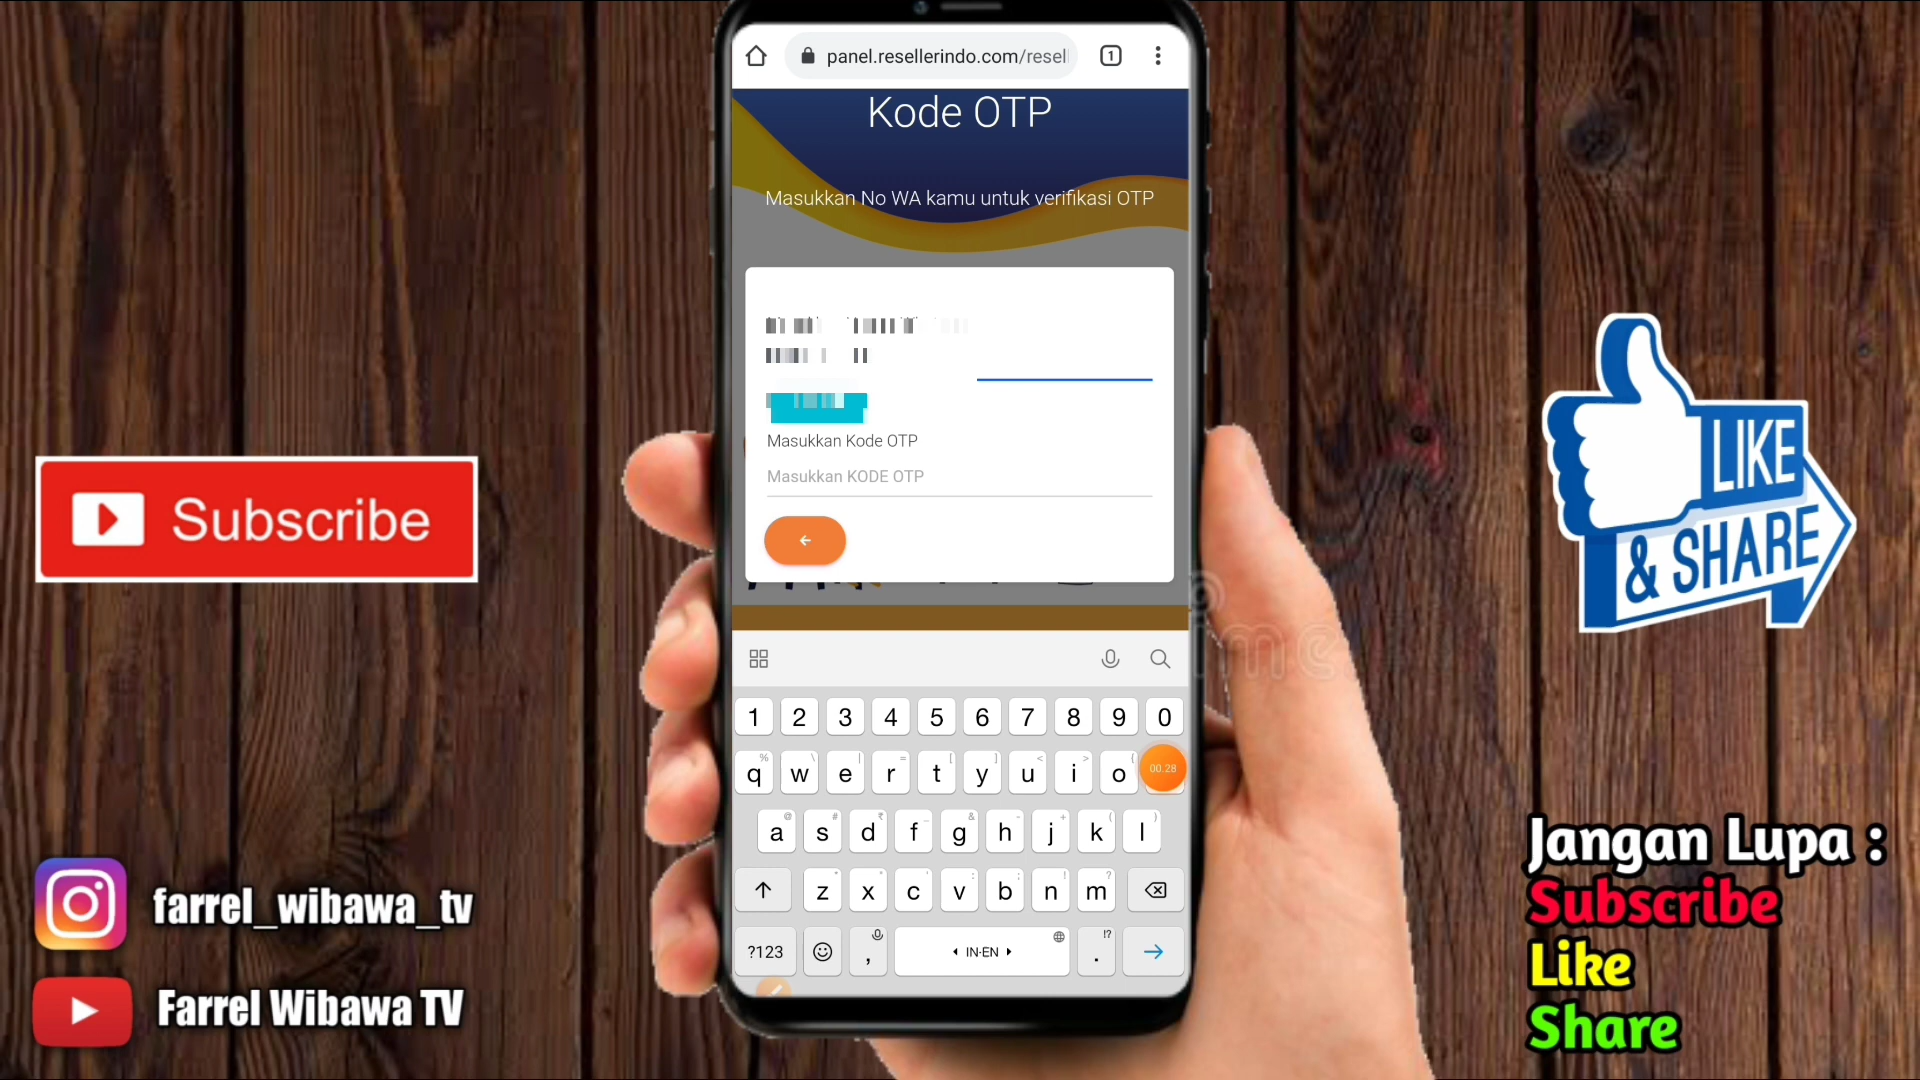 panel.resellerindo.com/resel
1
Kode OTP
Masukkan No WA kamu untuk verifikasi OTP
Masukkan Kode OTP
Masukkan KODE OTP
1 2 3 4 5 6 7 8 9 0
q w e r t y u i o
00.28
a s d f g h j k l
z x c v b n m
?123 , IN-EN .
Subscribe
LIKE
& SHARE
farrel_wibawa_tv
Farrel Wibawa TV
Jangan Lupa :
Subscribe
Like
Share